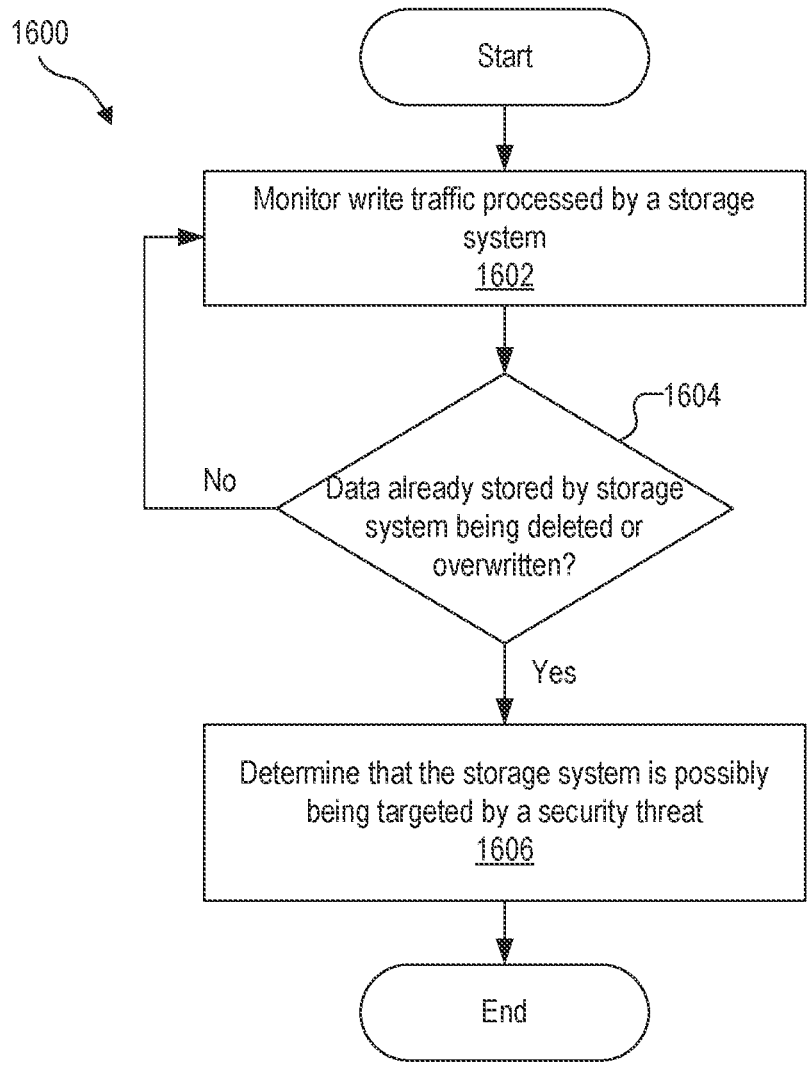 1600
Start
Monitor write traffic processed by a storage
system
1602
1604
No
Data already stored by storage
system being deleted or
overwritten?
Yes
Determine that the storage system is possibly
being targeted by a security threat
1606
End